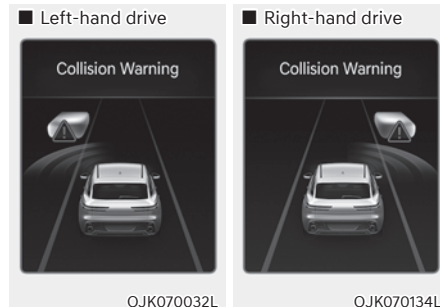 ■ Left-hand drive
Collision Warning
OJK070032L
■ Right-hand drive
Collision Warning
OJK070134L